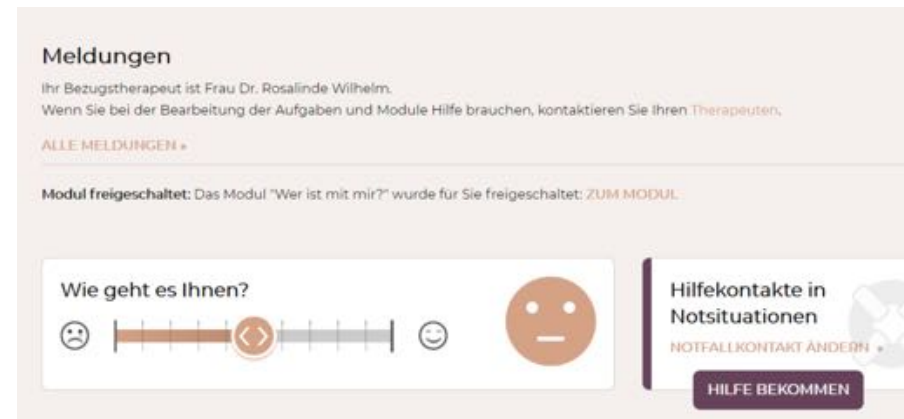 Meldungen
Ihr Bezugstherapeut ist Frau Dr. Rosalinde Wilhelm.
Wenn Sie bei der Bearbeitung der Aufgaben und Module Hilfe brauchen, kontaktieren Sie Ihren Therapeuten.
ALLE MELDUNGEN »
Modul freigeschaltet: Das Modul "Wer ist mit mir?" wurde für Sie freigeschaltet: ZUM MODUL
Wie geht es Ihnen?
Hilfekontakte in
Notsituationen
NOTFALLKONTAKT ÄNDERN »
HILFE BEKOMMEN